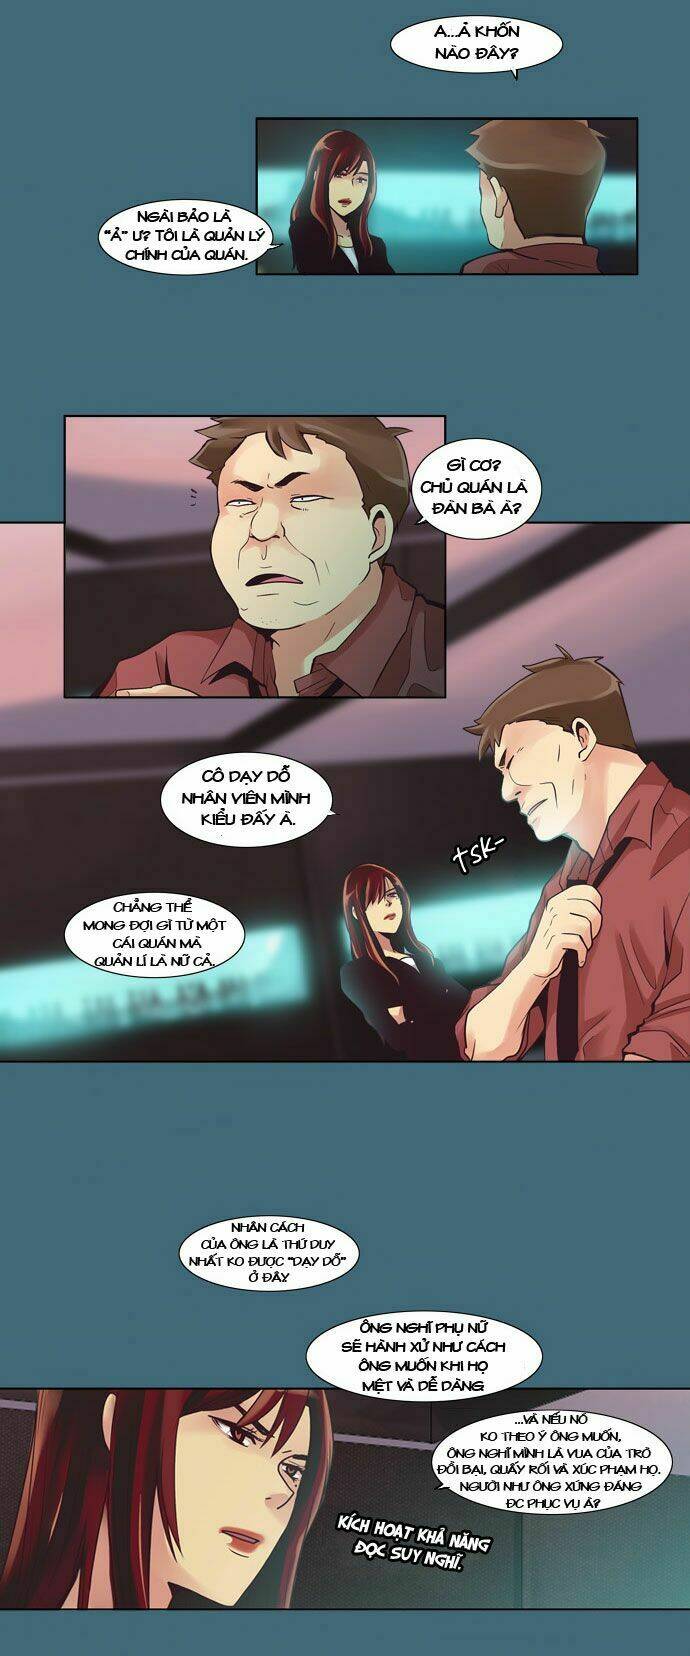 A...Ả KHỐN
NÀO ĐÂY?
NGÀI BẢO LÀ
"Ả" Ư? TÔI LÀ QUẢN LÝ
CHÍNH CỦA QUÁN.
GÌ CƠ?
CHỦ QUÁN LÀ
ĐÀN BÀ À?
CÔ DẠY DỖ
NHÂN VIÊN MÌNH
KIỂU ĐẤY À.
tsk-
CHẲNG THỂ
MONG ĐỢI GÌ TỪ MỘT
CÁI QUÁN MÀ
QUẢN LÍ LÀ NỮ CẢ.
NHÂN CÁCH
CỦA ÔNG LÀ THỨ DUY
NHẤT KO ĐƯỢC "DẠY DỖ"
Ở ĐÂY.
ÔNG NGHĨ PHỤ NỮ
SẼ HÀNH XỬ NHƯ CÁCH
ÔNG MUỐN KHI HỌ
MỆT VÀ DỄ DÀNG.
...VÀ NẾU NÓ
KO THEO Ý ÔNG MUỐN,
ÔNG NGHĨ MÌNH LÀ VUA CỦA TRÒ
ĐỒI BẠI, QUẤY RỐI VÀ XÚC PHẠM HỌ.
NGƯỜI NHƯ ÔNG XỨNG ĐÁNG
ĐC PHỤC VỤ À?
KÍCH HOẠT KHẢ NĂNG
ĐỌC SUY NGHĨ.